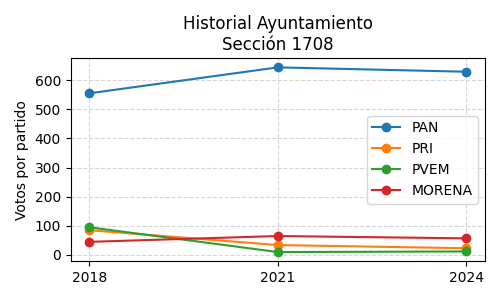 Historial Ayuntamiento
Sección 1708
Votos por partido
600
500
400
300
200
100
0
2018
2021
2024
PAN
PRI
PVEM
MORENA